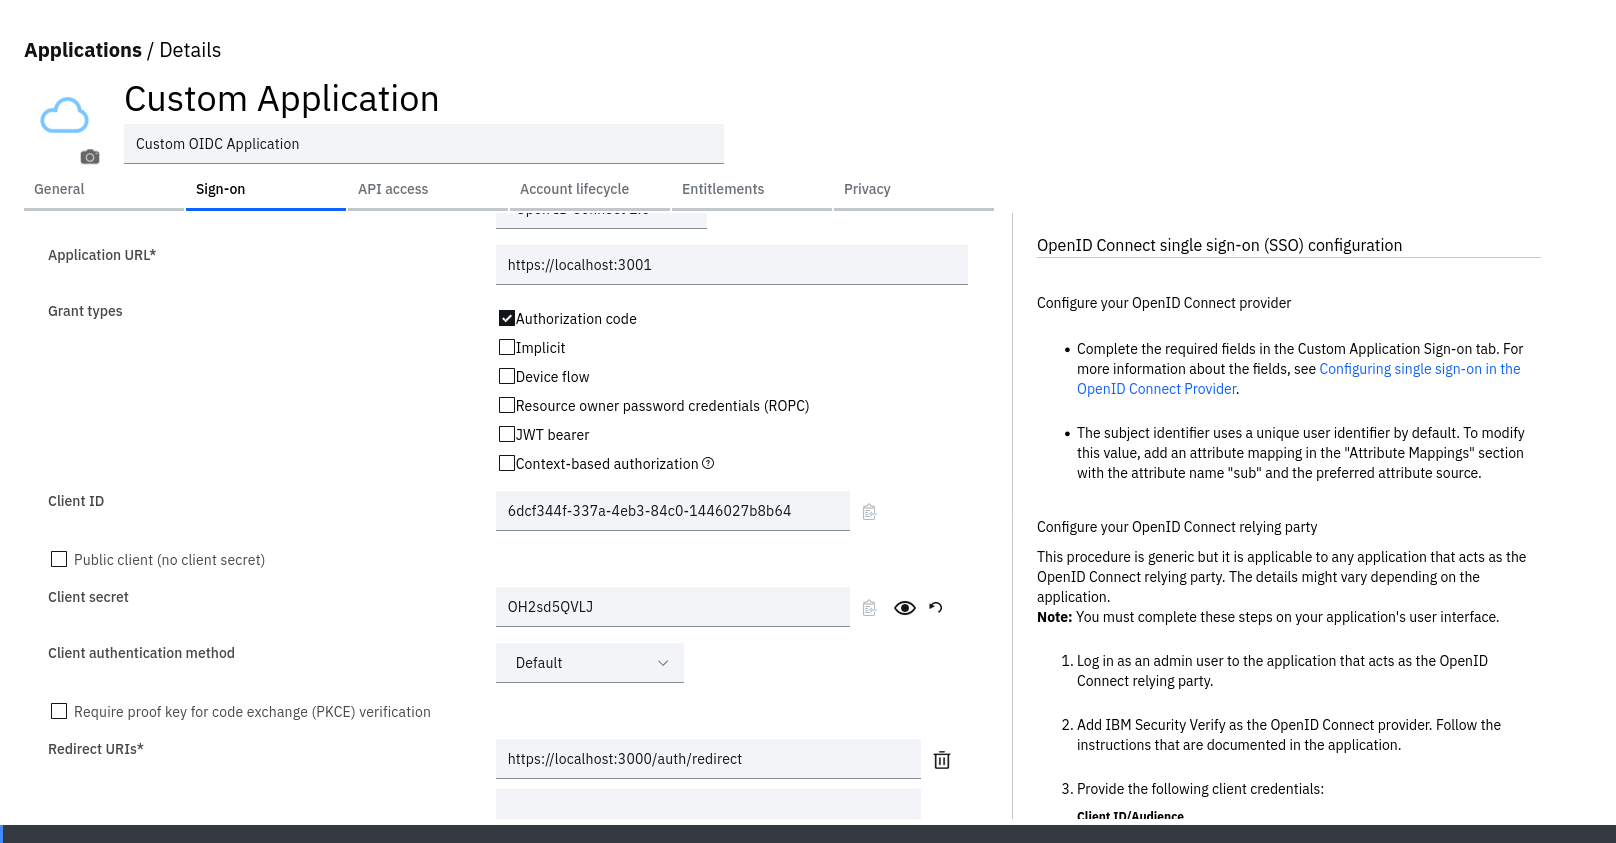 Applications / Details
Custom Application
Custom OIDC Application
General
Sign-on
API access
Account lifecycle
Entitlements
Privacy
Application URL*
https://localhost:3001
Grant types
Authorization code
Implicit
Device flow
Resource owner password credentials (ROPC)
JWT bearer
Context-based authorization
Client ID
6dcf344f-337a-4eb3-84c0-1446027b8b64
Public client (no client secret)
Client secret
OH2sd5QVLJ
Client authentication method
Default
Require proof key for code exchange (PKCE) verification
Redirect URIs*
https://localhost:3000/auth/redirect
OpenID Connect single sign-on (SSO) configuration
Configure your OpenID Connect provider
• Complete the required fields in the Custom Application Sign-on tab. For
more information about the fields, see Configuring single sign-on in the
OpenID Connect Provider.
• The subject identifier uses a unique user identifier by default. To modify
this value, add an attribute mapping in the "Attribute Mappings" section
with the attribute name "sub" and the preferred attribute source.
Configure your OpenID Connect relying party
This procedure is generic but it is applicable to any application that acts as the
OpenID Connect relying party. The details might vary depending on the
application.
Note: You must complete these steps on your application's user interface.
1. Log in as an admin user to the application that acts as the OpenID
Connect relying party.
2. Add IBM Security Verify as the OpenID Connect provider. Follow the
instructions that are documented in the application.
3. Provide the following client credentials:
Client ID/Audience